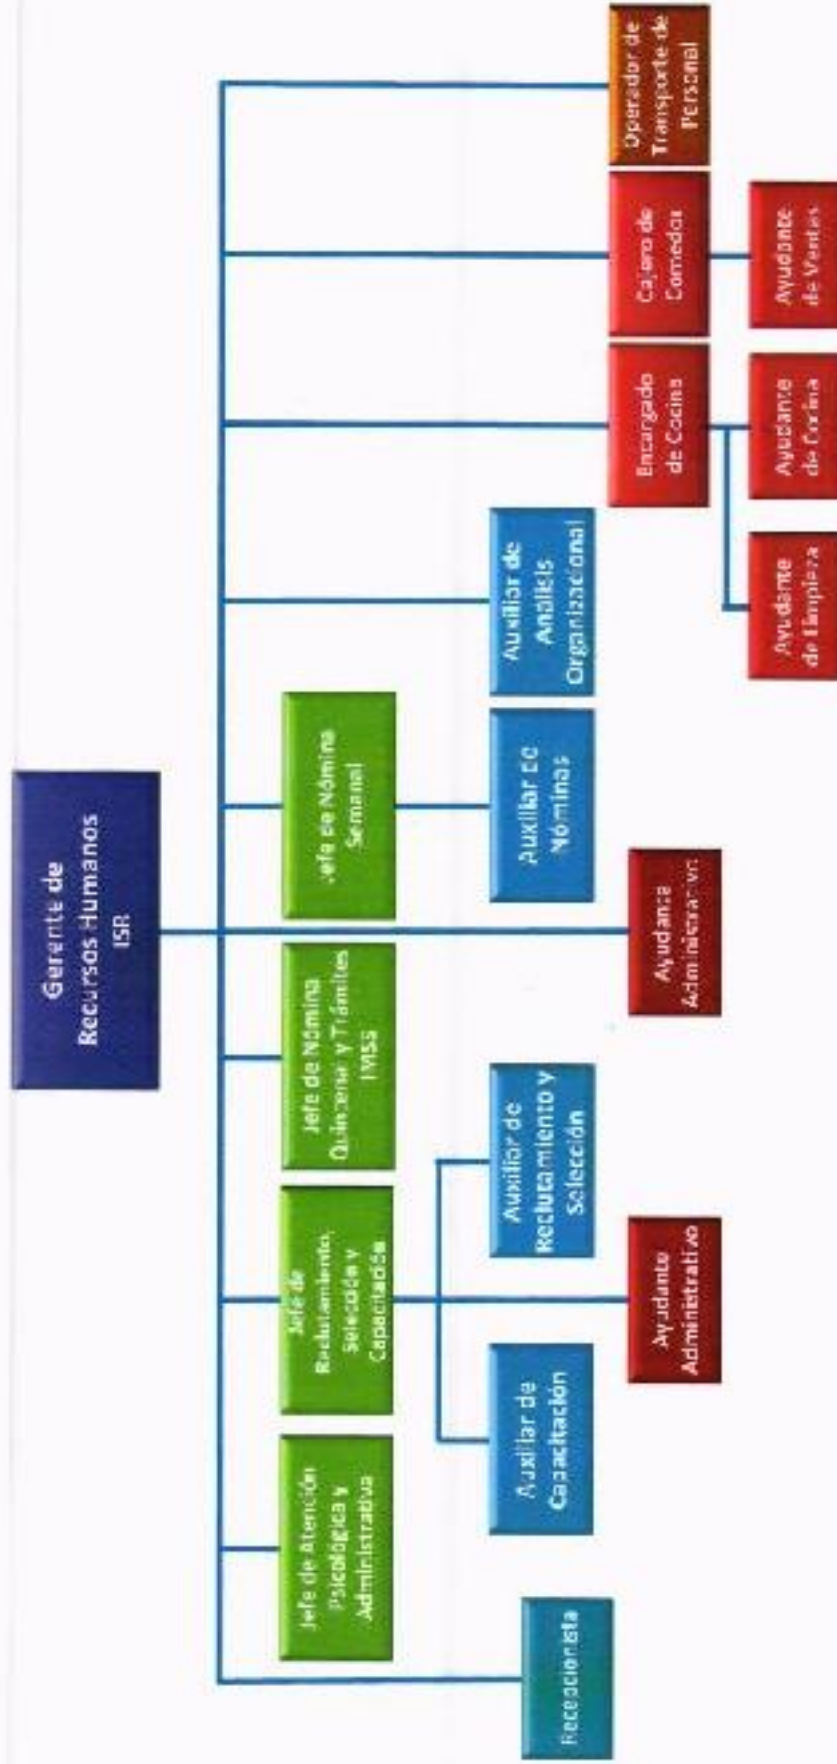 Gerente de
Recursos Humanos
ISR
Jefe de Atención
Psicológica y
Administrativa
Jefe de
Reclutamiento,
Selección y
Capacitación
Jefe de Nómina
Quincenal y Trámites
IMSS
Jefe de Nómina
Semanal
Auxiliar de
Capacitación
Auxiliar de
Reclutamiento y
Selección
Auxiliar de
Nóminas
Auxiliar de
Análisis
Organizacional
Recepcionista
Ayudante
Administrativo
Ayudante
Administrativo
Encargado
de Cocina
Cajero de
Comedor
Operador de
Transporte de
Personal
Ayudante
de Limpieza
Ayudante
de Cocina
Ayudante
de Ventas